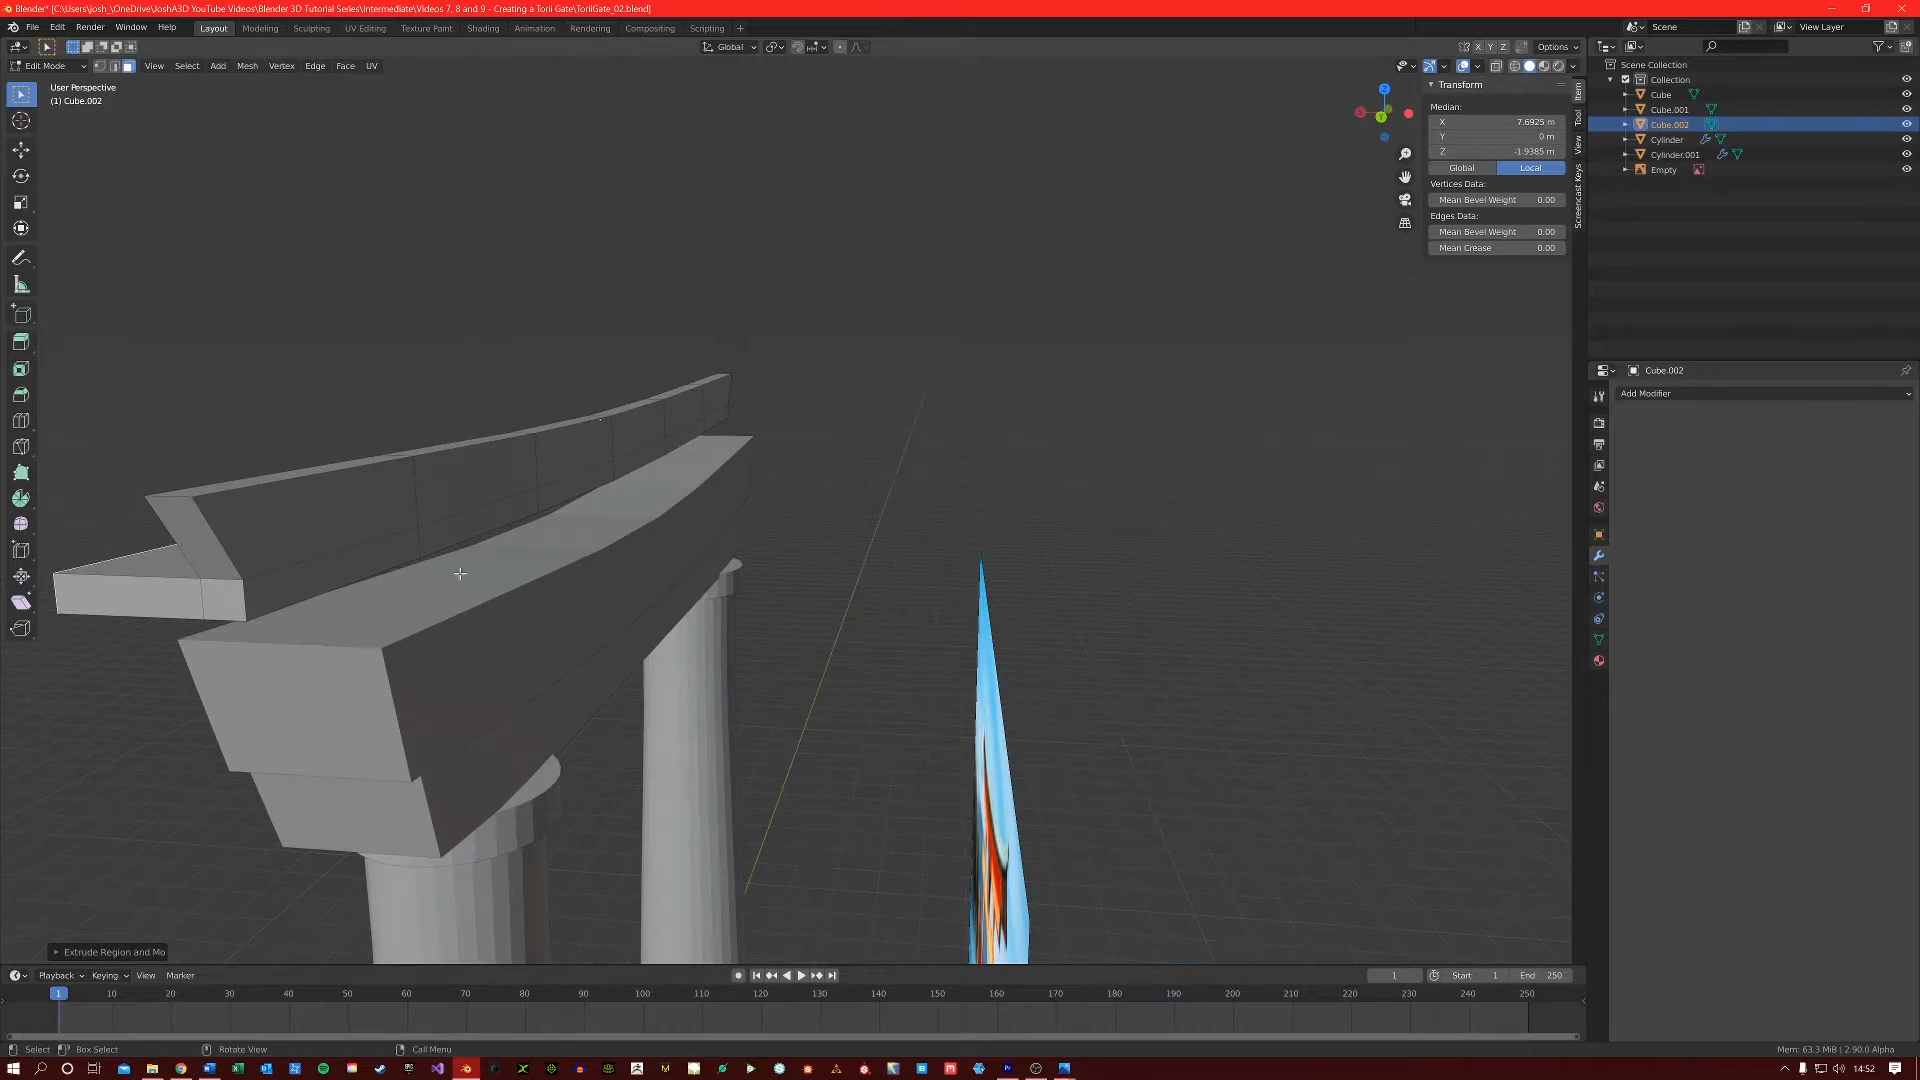 Blender* [C:\Users\josh_\OneDrive\JoshA3D YouTube Videos\Blender 3D Tutorial Series\Intermediate\Videos 7, 8 and 9 - Creating a Torii Gate\ToriiGate_02.blend]
File Edit Render Window Help Layout Modeling Sculpting UV Editing Texture Paint Shading Animation Rendering Compositing Scripting + Scene View Layer
Global X Y Z Options
Edit Mode View Select Add Mesh Vertex Edge Face UV
User Perspective
(1) Cube.002
Z
X
Y
Transform
Median:
X 7.6925 m
Y 0 m
Z -1.9385 m
Global Local
Vertices Data:
Mean Bevel Weight 0.00
Edges Data:
Mean Bevel Weight 0.00
Mean Crease 0.00
Item
Tool
View
Screencast Keys
Scene Collection
Collection
Cube
Cube.001
Cube.002
Cylinder
Cylinder.001
Empty
Cube.002
Add Modifier
Extrude Region and Mo
Playback Keying View Marker 1 Start 1 End 250
1 10 20 30 40 50 60 70 80 90 100 110 120 130 140 150 160 170 180 190 200 210 220 230 240 250
Select Box Select Rotate View Call Menu Mem: 63.3 MiB | 2.90.0 Alpha
14:52